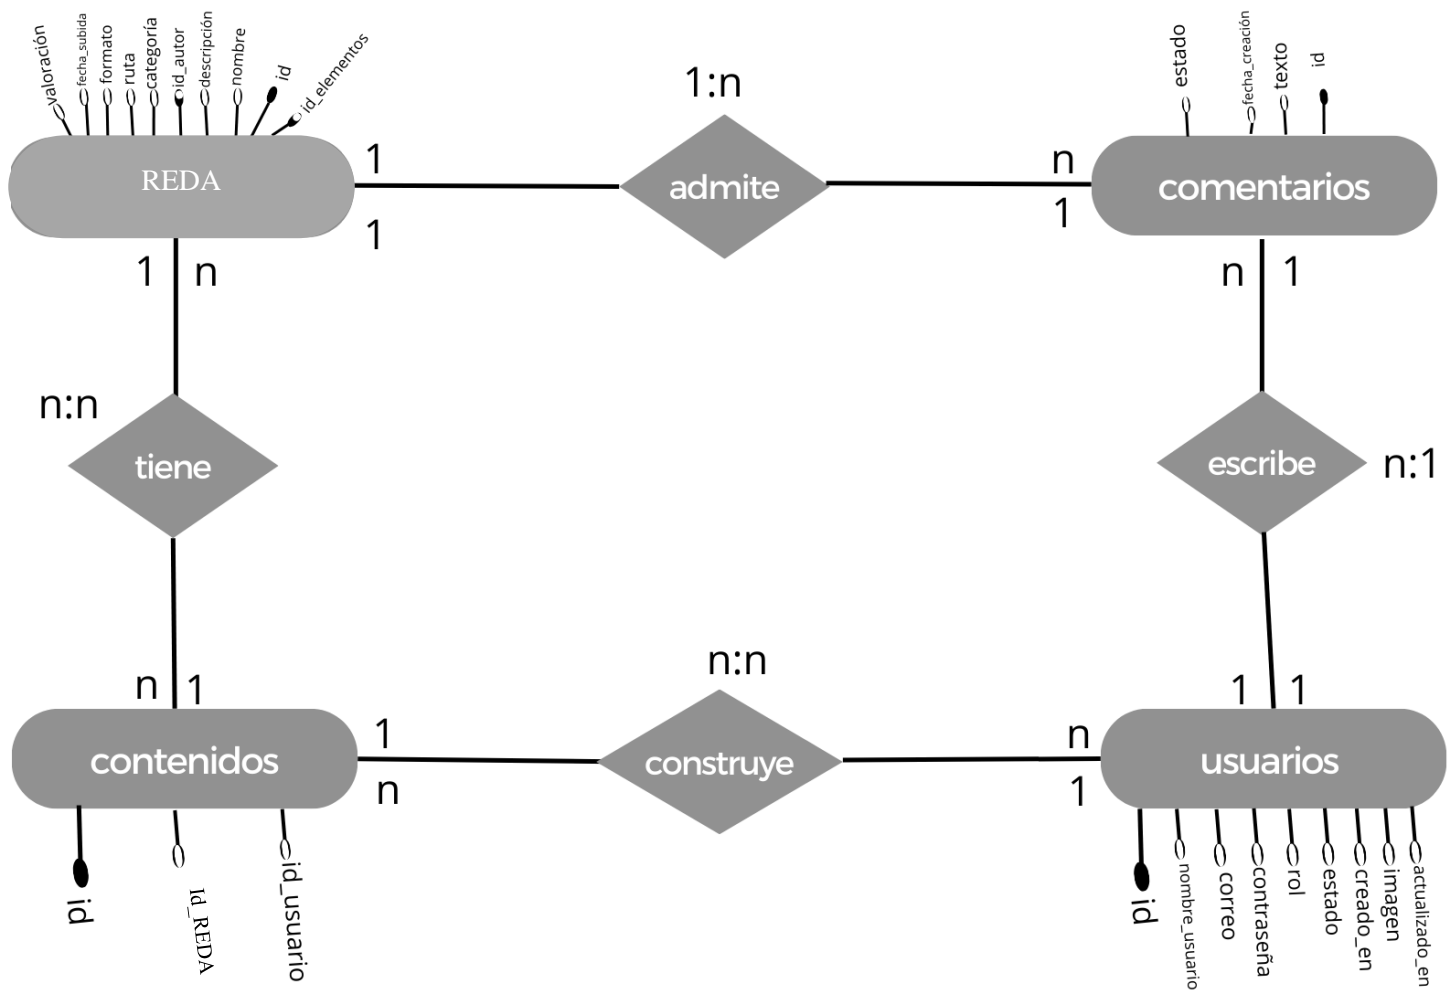 valoración
fecha_subida
formato
ruta
categoría
id_autor
descripción
nombre
id
id_elementos
estado
fecha_creación
texto
id
1:n
REDA
1
admite
n
comentarios
1
1
1
n
n
1
n:n
tiene
escribe
n:1
n:n
n
1
1
1
1
n
contenidos
construye
usuarios
n
1
id
Id_REDA
id_usuario
id
nombre_usuario
correo
contraseña
rol
estado
creado_en
imagen
actualizado_en